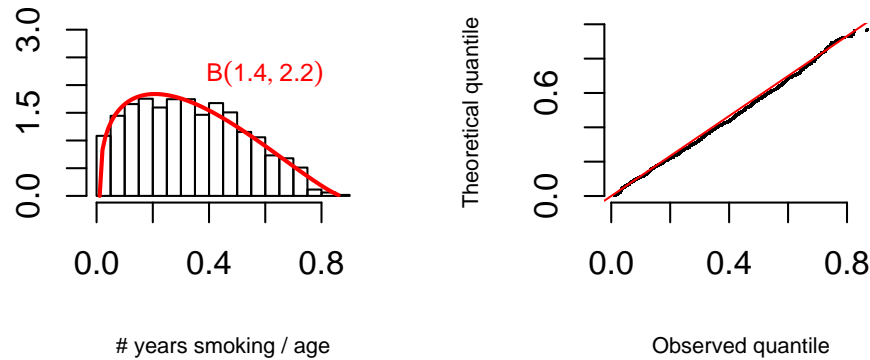 3.0
1.5
0.0
B(1.4, 2.2)
0.0 0.4 0.8
# years smoking / age
Theoretical quantile
0.6
0.0
0.0 0.4 0.8
Observed quantile